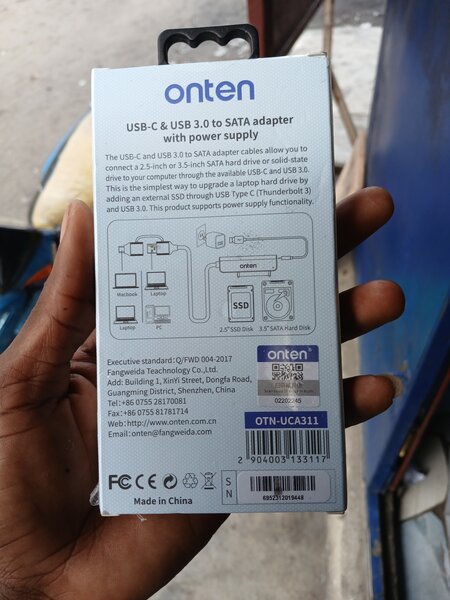 onten
USB-C & USB 3.0 to SATA adapter
with power supply
The USB-C and USB 3.0 to SATA adapter cables allow you to
connect a 2.5-inch or 3.5-inch SATA hard drive or solid-state
drive to your computer through the available USB-C and USB 3.0.
This is the simplest way to upgrade a laptop hard drive by
adding an external SSD through USB Type C (Thunderbolt 3)
and USB 3.0. This product supports power supply functionality.
onten
Macbook Laptop
SSD
Laptop PC
2.5" SSD Disk 3.5" SATA Hard Disk
Executive standard: Q/FWD 004-2017
Fangweida Teachnology Co., Ltd.
Add: Building 1, XinYi Street, Dongfa Road,
Guangming District, Shenzhen, China
Tel:+86 0755 28170081
Fax:+86 0755 81781714
Web:http://www.onten.com.cn
Email:onten@fangweida.com
onten
02202245
OTN-UCA311
2 904003 133117
FC CE
Made in China
S
N
6952312019448